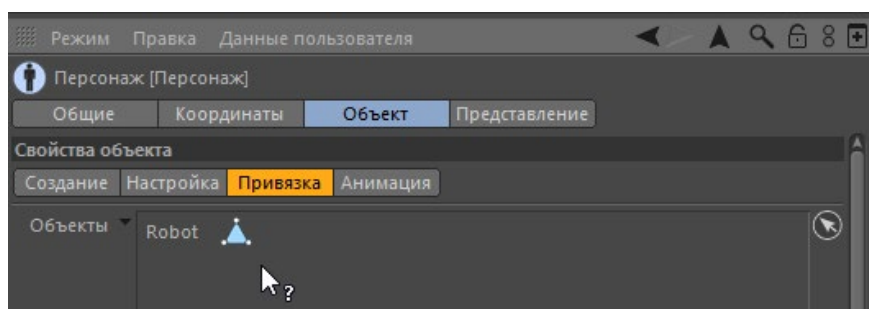 Режим Правка Данные пользователя
Персонаж [Персонаж]
Общие Координаты Объект Представление
Свойства объекта
Создание Настройка Привязка Анимация
Объекты Robot
?